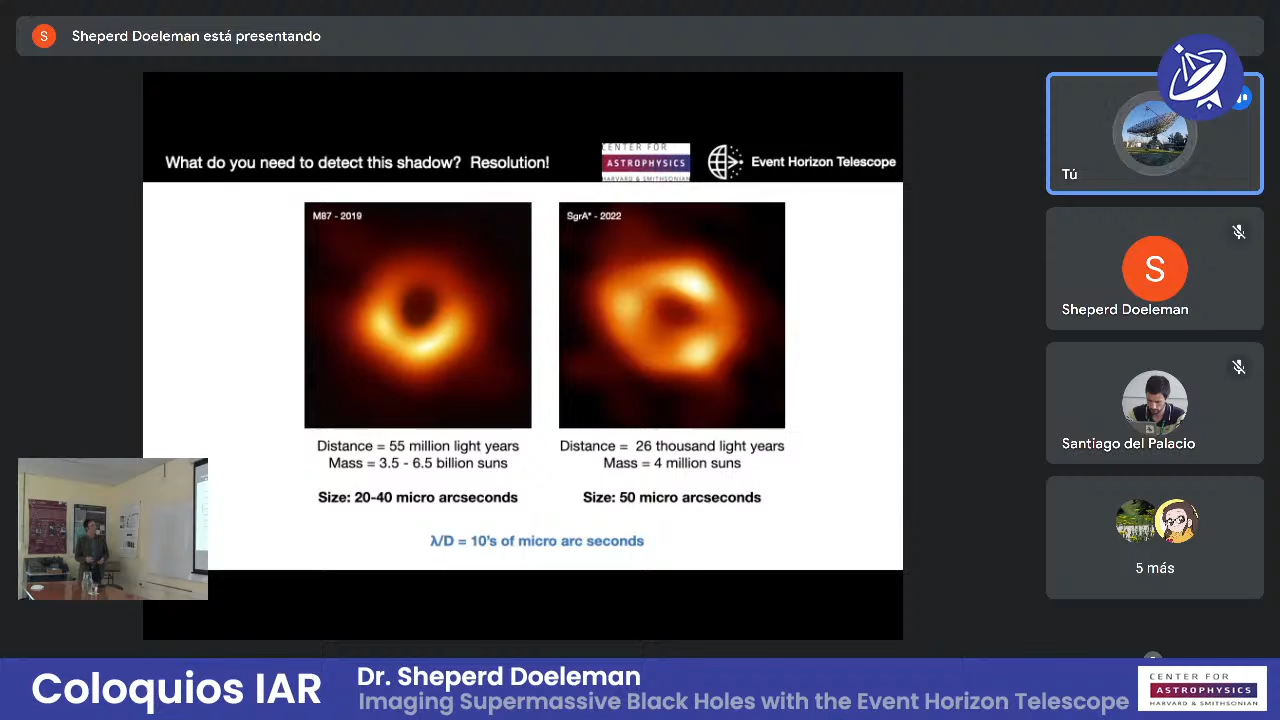 S
Sheperd Doeleman está presentando
What do you need to detect this shadow? Resolution!
CENTER FOR
ASTROPHYSICS
HARVARD & SMITHSONIAN
Event Horizon Telescope
M87 - 2019
SgrA* - 2022
Distance = 55 million light years
Mass = 3.5 - 6.5 billion suns
Size: 20-40 micro arcseconds
Distance = 26 thousand light years
Mass = 4 million suns
Size: 50 micro arcseconds
λ/D = 10's of micro arc seconds
Tú
S
Sheperd Doeleman
Santiago del Palacio
5 más
Coloquios IAR
Dr. Sheperd Doeleman
Imaging Supermassive Black Holes with the Event Horizon Telescope
CENTER FOR
ASTROPHYSICS
HARVARD & SMITHSONIAN